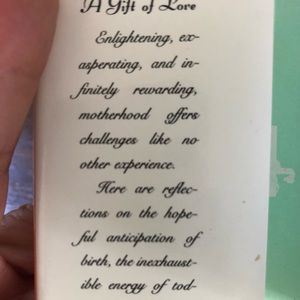 A Gift of Love
Enlightening, ex-
asperating, and in-
finitely rewarding,
motherhood offers
challenges like no
other experience.
Here are reflec-
tions on the hope-
ful anticipation of
birth, the inexhaust-
ible energy of tod-